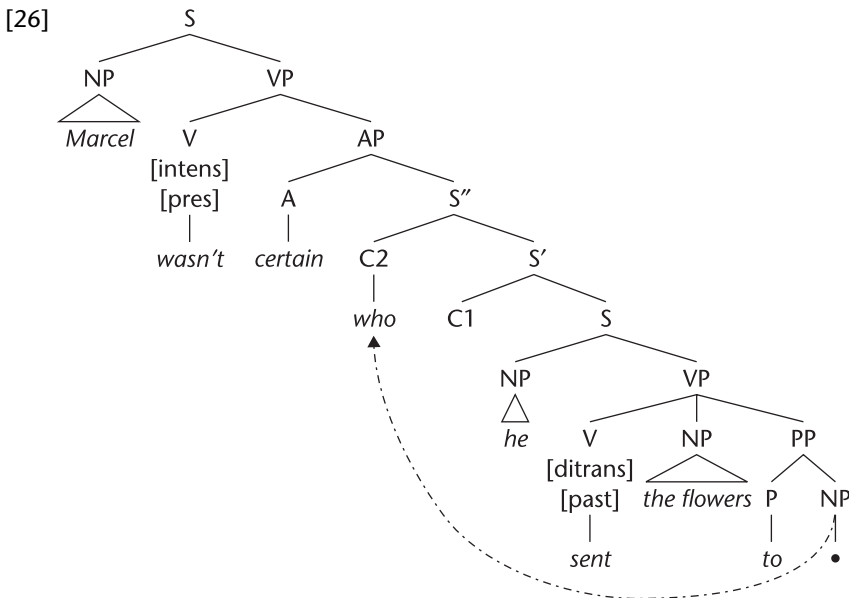 [26] S
NP VP
Marcel V AP
[intens]
[pres] A S″
wasn't certain C2 S′
who C1 S
NP VP
he V NP PP
[ditrans]
[past] the flowers P NP
sent to •